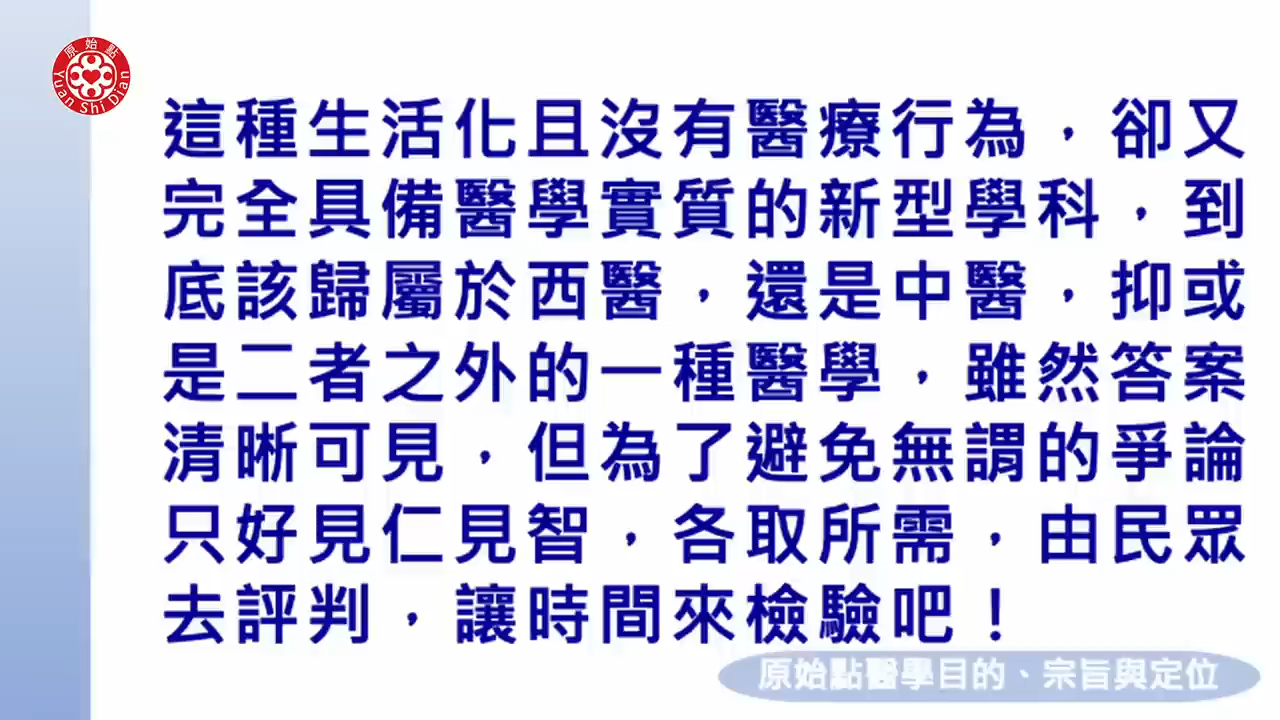 原始點
Yuan Shi Dian
這種生活化且沒有醫療行為，卻又
完全具備醫學實質的新型學科，到
底該歸屬於西醫，還是中醫，抑或
是二者之外的一種醫學，雖然答案
清晰可見，但為了避免無謂的爭論
只好見仁見智，各取所需，由民眾
去評判，讓時間來檢驗吧！
原始點醫學目的、宗旨與定位